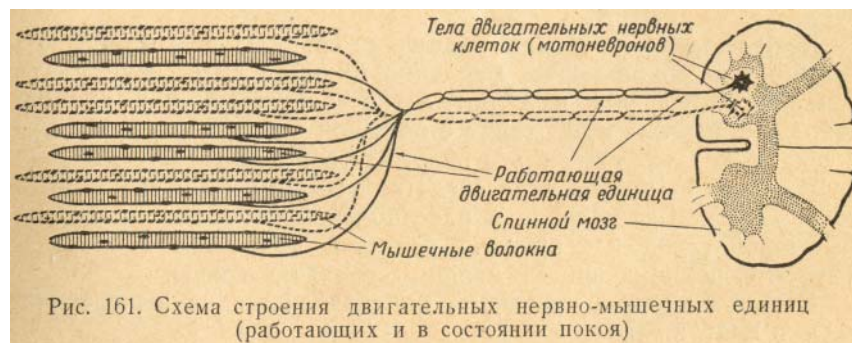 Тела двигательных нервных
клеток (мотоневронов)
Работающая
двигательная единица
Спинной мозг
Мышечные волокна
Рис. 161. Схема строения двигательных нервно-мышечных единиц
(работающих и в состоянии покоя)